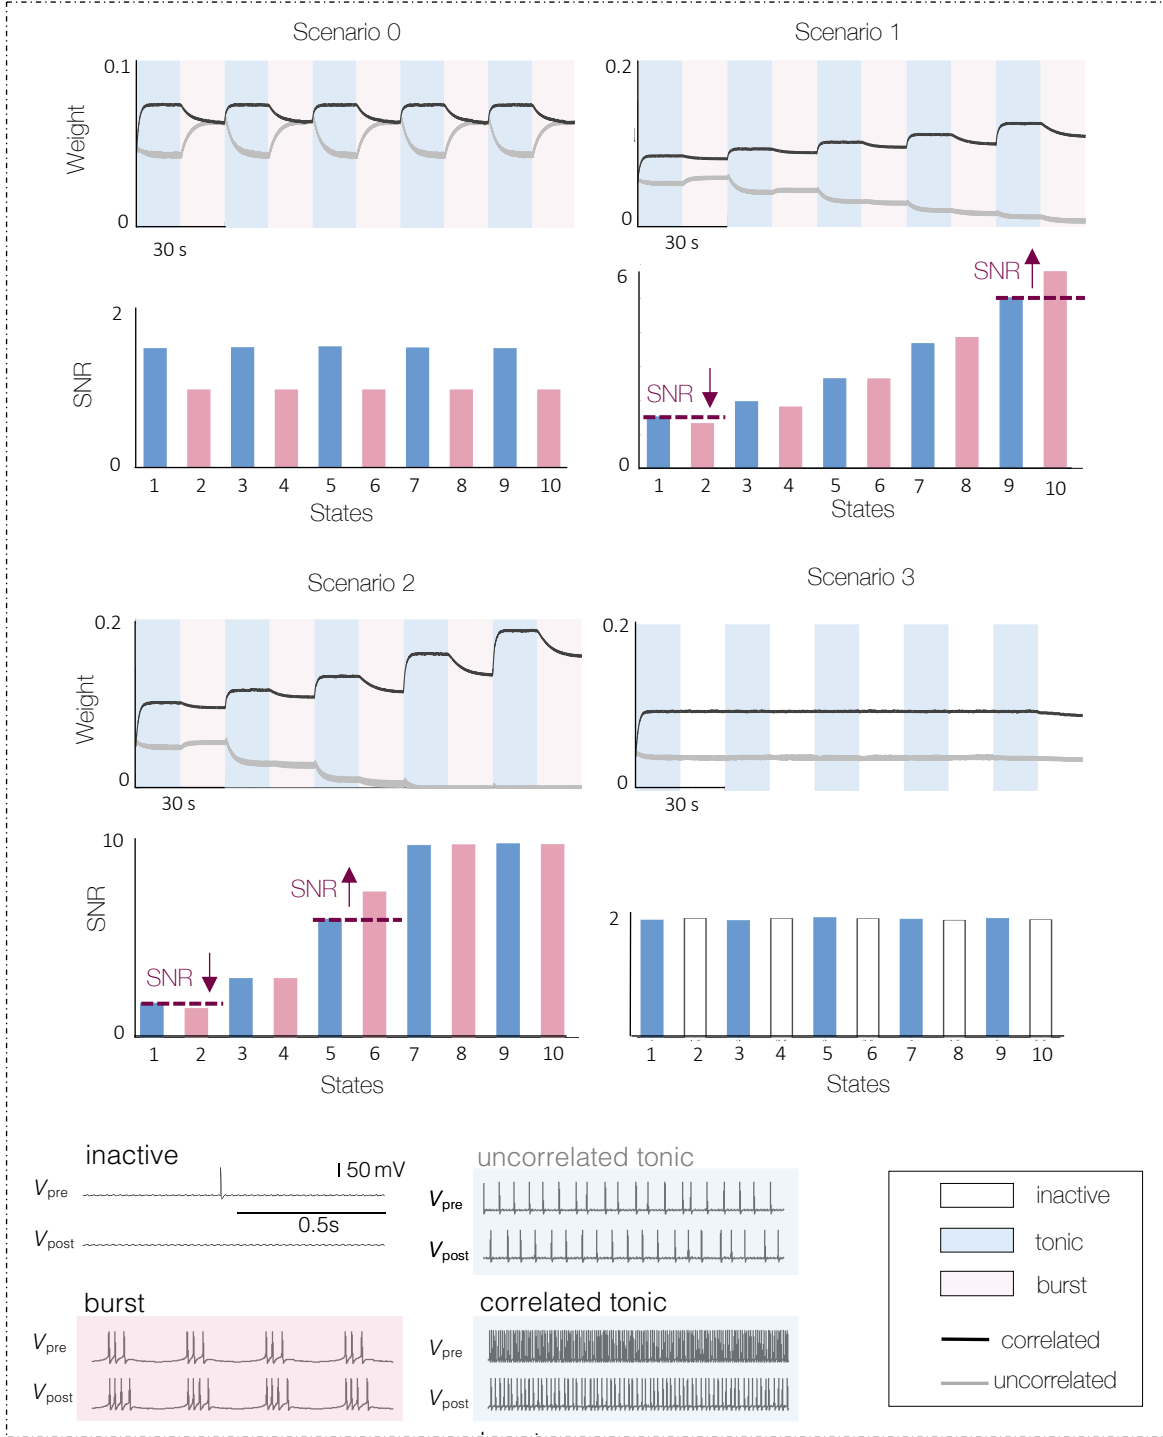 Scenario 0
Scenario 1
0.1
Weight
0
30 s
0.2
0
30 s
2
SNR
0
1 2 3 4 5 6 7 8 9 10
States
6
SNR
SNR
0
1 2 3 4 5 6 7 8 9 10
States
Scenario 2
Scenario 3
0.2
Weight
0
30 s
0.2
0
30 s
10
SNR
SNR
SNR
0
1 2 3 4 5 6 7 8 9 10
States
2
1 2 3 4 5 6 7 8 9 10
States
inactive
50 mV
Vpre
0.5s
Vpost
uncorrelated tonic
Vpre
Vpost
burst
Vpre
Vpost
correlated tonic
Vpre
Vpost
inactive
tonic
burst
correlated
uncorrelated